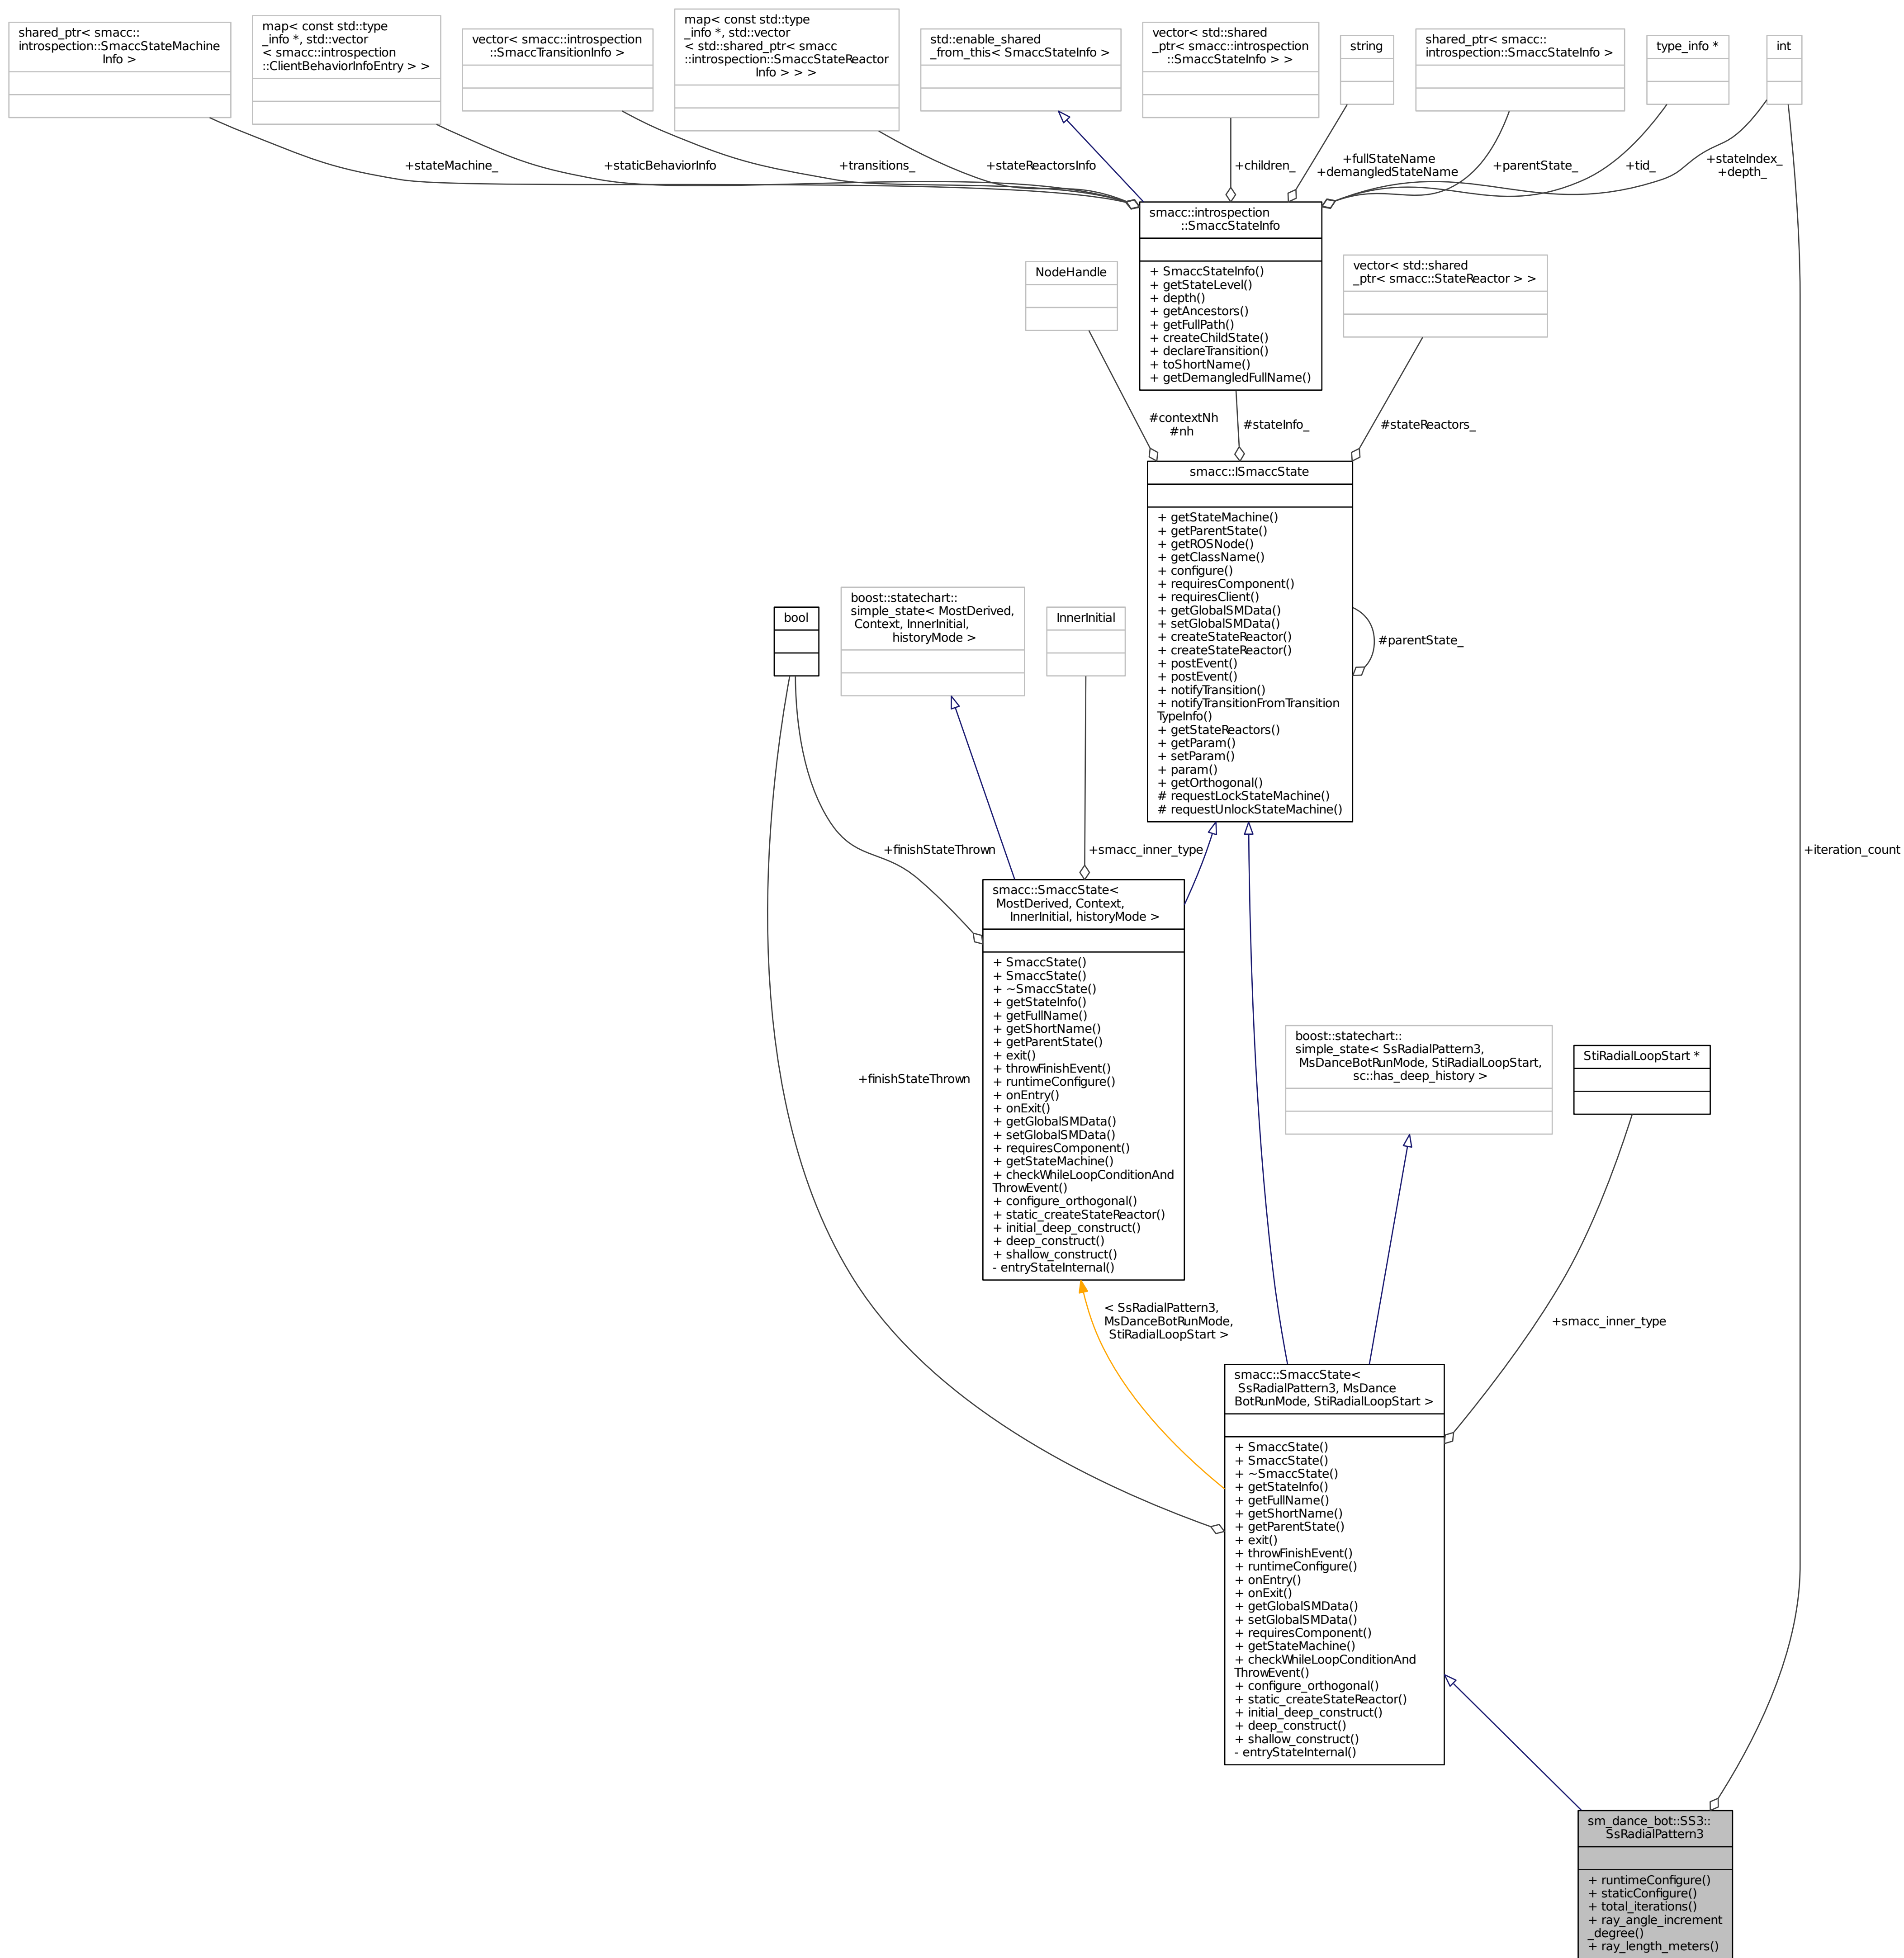 shared_ptr< smacc::
introspection::SmaccStateMachine
Info >
map< const std::type
_info *, std::vector
< smacc::introspection
::ClientBehaviorInfoEntry > >
vector< smacc::introspection
::SmaccTransitionInfo >
map< const std::type
_info *, std::vector
< std::shared_ptr< smacc
::introspection::SmaccStateReactor
Info > > >
std::enable_shared
_from_this< SmaccStateInfo >
vector< std::shared
_ptr< smacc::introspection
::SmaccStateInfo > >
string
shared_ptr< smacc::
introspection::SmaccStateInfo >
type_info *
int
+stateMachine_
+staticBehaviorInfo
+transitions_
+stateReactorsInfo
+children_
+fullStateName
+demangledStateName
+parentState_
+tid_
+stateIndex_
+depth_
smacc::introspection
::SmaccStateInfo
+ SmaccStateInfo()
+ getStateLevel()
+ depth()
+ getAncestors()
+ getFullPath()
+ createChildState()
+ declareTransition()
+ toShortName()
+ getDemangledFullName()
NodeHandle
vector< std::shared
_ptr< smacc::StateReactor > >
#contextNh
#nh
#stateInfo_
#stateReactors_
smacc::ISmaccState
+ getStateMachine()
+ getParentState()
+ getROSNode()
+ getClassName()
+ configure()
+ requiresComponent()
+ requiresClient()
+ getGlobalSMData()
+ setGlobalSMData()
+ createStateReactor()
+ createStateReactor()
+ postEvent()
+ postEvent()
+ notifyTransition()
+ notifyTransitionFromTransition
TypeInfo()
+ getStateReactors()
+ getParam()
+ setParam()
+ param()
+ getOrthogonal()
# requestLockStateMachine()
# requestUnlockStateMachine()
#parentState_
bool
boost::statechart::
simple_state< MostDerived,
Context, InnerInitial,
historyMode >
InnerInitial
+finishStateThrown
+smacc_inner_type
+iteration_count
smacc::SmaccState<
MostDerived, Context,
InnerInitial, historyMode >
+ SmaccState()
+ SmaccState()
+ ~SmaccState()
+ getStateInfo()
+ getFullName()
+ getShortName()
+ getParentState()
+ exit()
+ throwFinishEvent()
+ runtimeConfigure()
+ onEntry()
+ onExit()
+ getGlobalSMData()
+ setGlobalSMData()
+ requiresComponent()
+ getStateMachine()
+ checkWhileLoopConditionAnd
ThrowEvent()
+ configure_orthogonal()
+ static_createStateReactor()
+ initial_deep_construct()
+ deep_construct()
+ shallow_construct()
- entryStateInternal()
+finishStateThrown
boost::statechart::
simple_state< SsRadialPattern3,
MsDanceBotRunMode, StiRadialLoopStart,
sc::has_deep_history >
StiRadialLoopStart *
< SsRadialPattern3,
MsDanceBotRunMode,
StiRadialLoopStart >
+smacc_inner_type
smacc::SmaccState<
SsRadialPattern3, MsDance
BotRunMode, StiRadialLoopStart >
+ SmaccState()
+ SmaccState()
+ ~SmaccState()
+ getStateInfo()
+ getFullName()
+ getShortName()
+ getParentState()
+ exit()
+ throwFinishEvent()
+ runtimeConfigure()
+ onEntry()
+ onExit()
+ getGlobalSMData()
+ setGlobalSMData()
+ requiresComponent()
+ getStateMachine()
+ checkWhileLoopConditionAnd
ThrowEvent()
+ configure_orthogonal()
+ static_createStateReactor()
+ initial_deep_construct()
+ deep_construct()
+ shallow_construct()
- entryStateInternal()
sm_dance_bot::SS3::
SsRadialPattern3
+ runtimeConfigure()
+ staticConfigure()
+ total_iterations()
+ ray_angle_increment
_degree()
+ ray_length_meters()